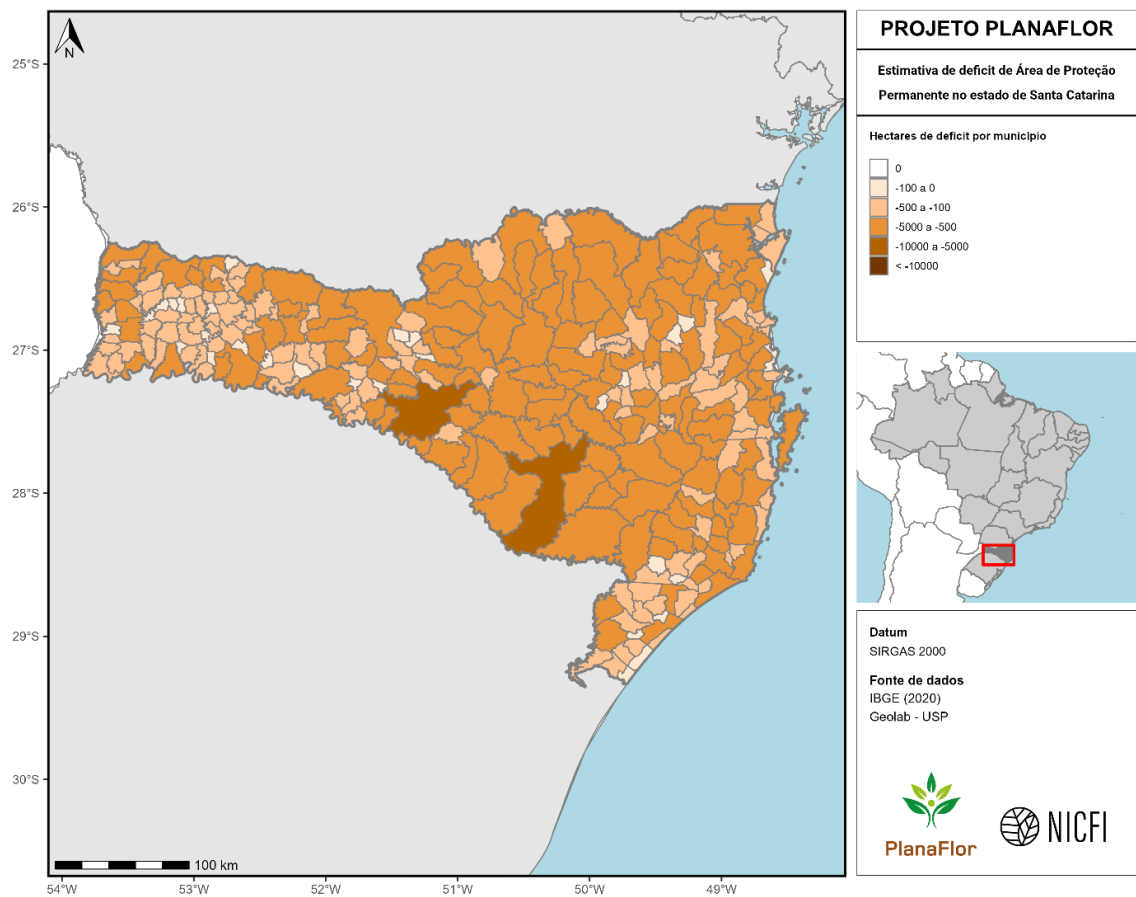 N
25°S
26°S
27°S
28°S
29°S
30°S
100 km
54°W
53°W
52°W
51°W
50°W
49°W
PROJETO PLANAFLOR
Estimativa de deficit de Área de Proteção
Permanente no estado de Santa Catarina
Hectares de deficit por município
0
-100 a 0
-500 a -100
-5000 a -500
-10000 a -5000
< -10000
Datum
SIRGAS 2000
Fonte de dados
IBGE (2020)
Geolab - USP
PlanaFlor
NICFI